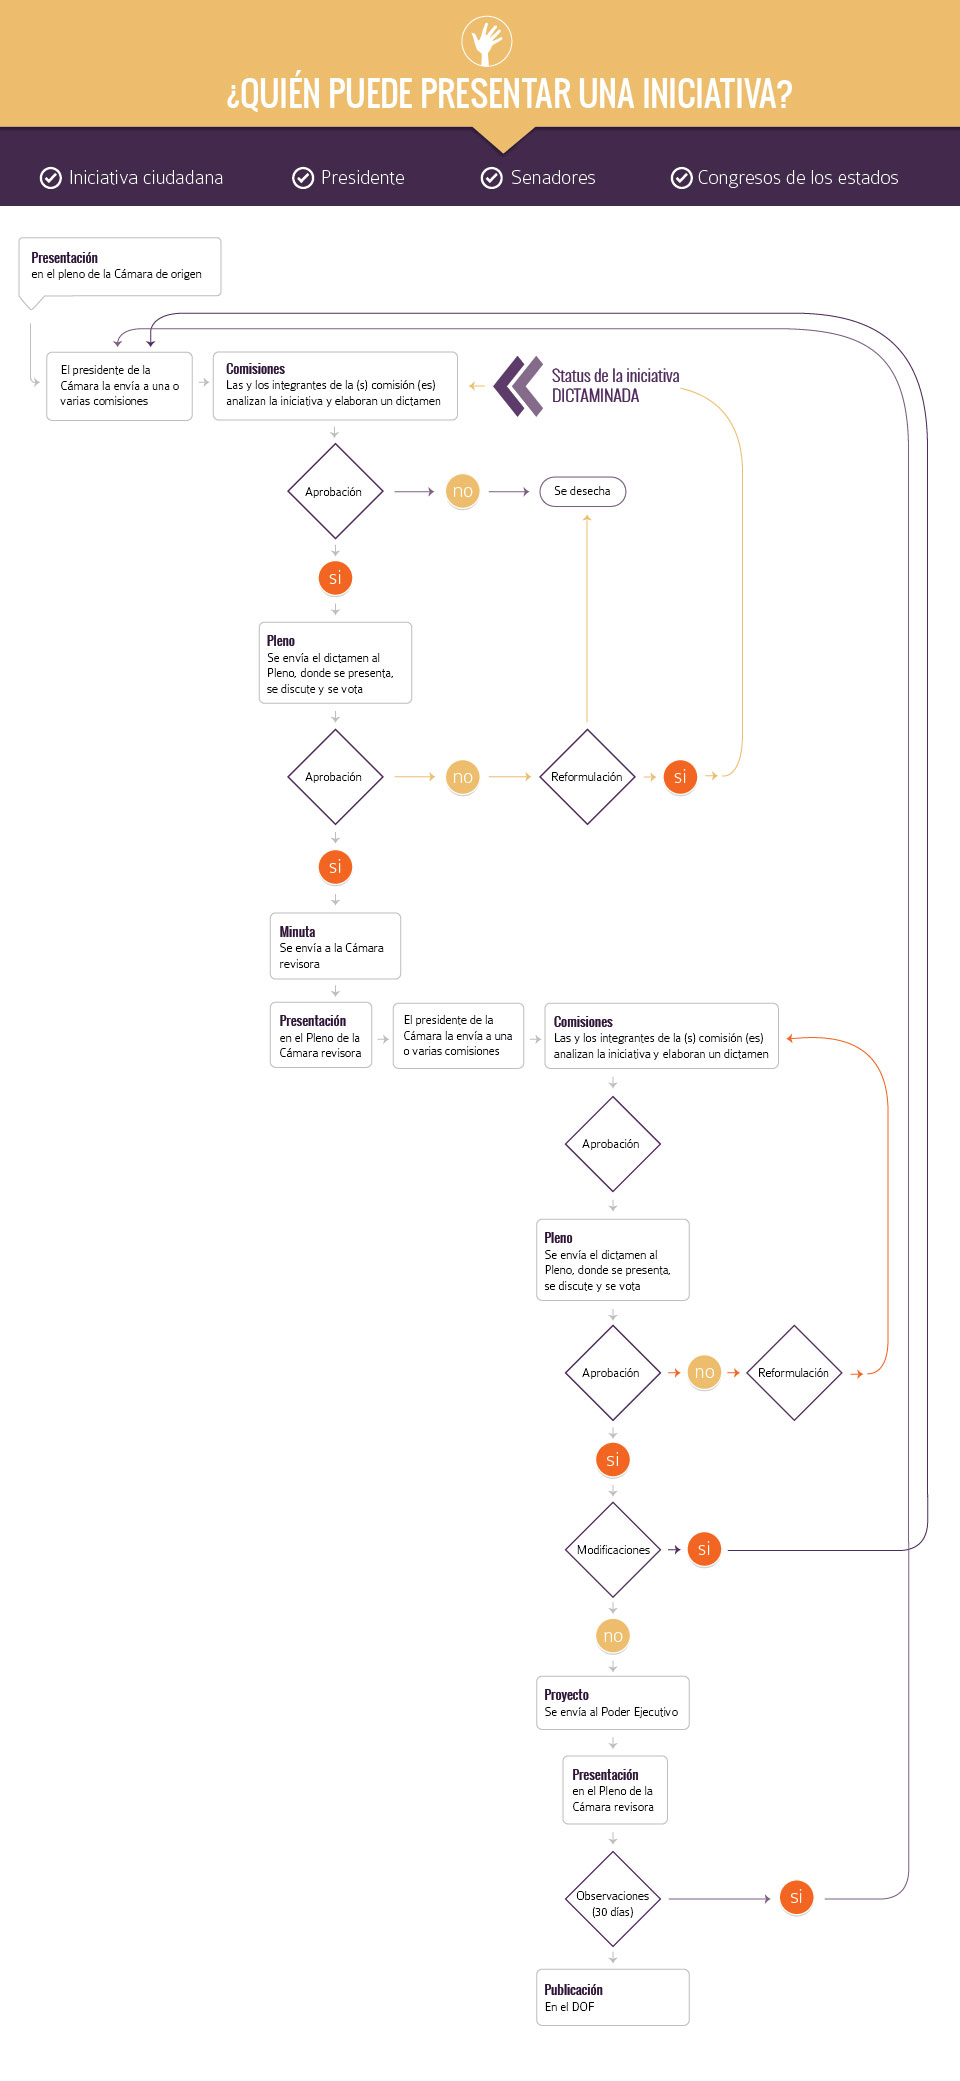 ¿QUIÉN PUEDE PRESENTAR UNA INICIATIVA?
Iniciativa ciudadana
Presidente
Senadores
Congresos de los estados
Presentación
en el pleno de la Cámara de origen
El presidente de la
Cámara la envía a una o
varias comisiones
Comisiones
Las y los integrantes de la (s) comisión (es)
analizan la iniciativa y elaboran un dictamen
Status de la iniciativa
DICTAMINADA
Aprobación
no
Se desecha
si
Pleno
Se envía el dictamen al
Pleno, donde se presenta,
se discute y se vota
Aprobación
no
Reformulación
si
si
Minuta
Se envía a la Cámara
revisora
Presentación
en el Pleno de la
Cámara revisora
El presidente de la
Cámara la envía a una
o varias comisiones
Comisiones
Las y los integrantes de la (s) comisión (es)
analizan la iniciativa y elaboran un dictamen
Aprobación
Pleno
Se envía el dictamen al
Pleno, donde se presenta,
se discute y se vota
Aprobación
no
Reformulación
si
Modificaciones
si
no
Proyecto
Se envía al Poder Ejecutivo
Presentación
en el Pleno de la
Cámara revisora
Observaciones
(30 días)
si
Publicación
En el DOF